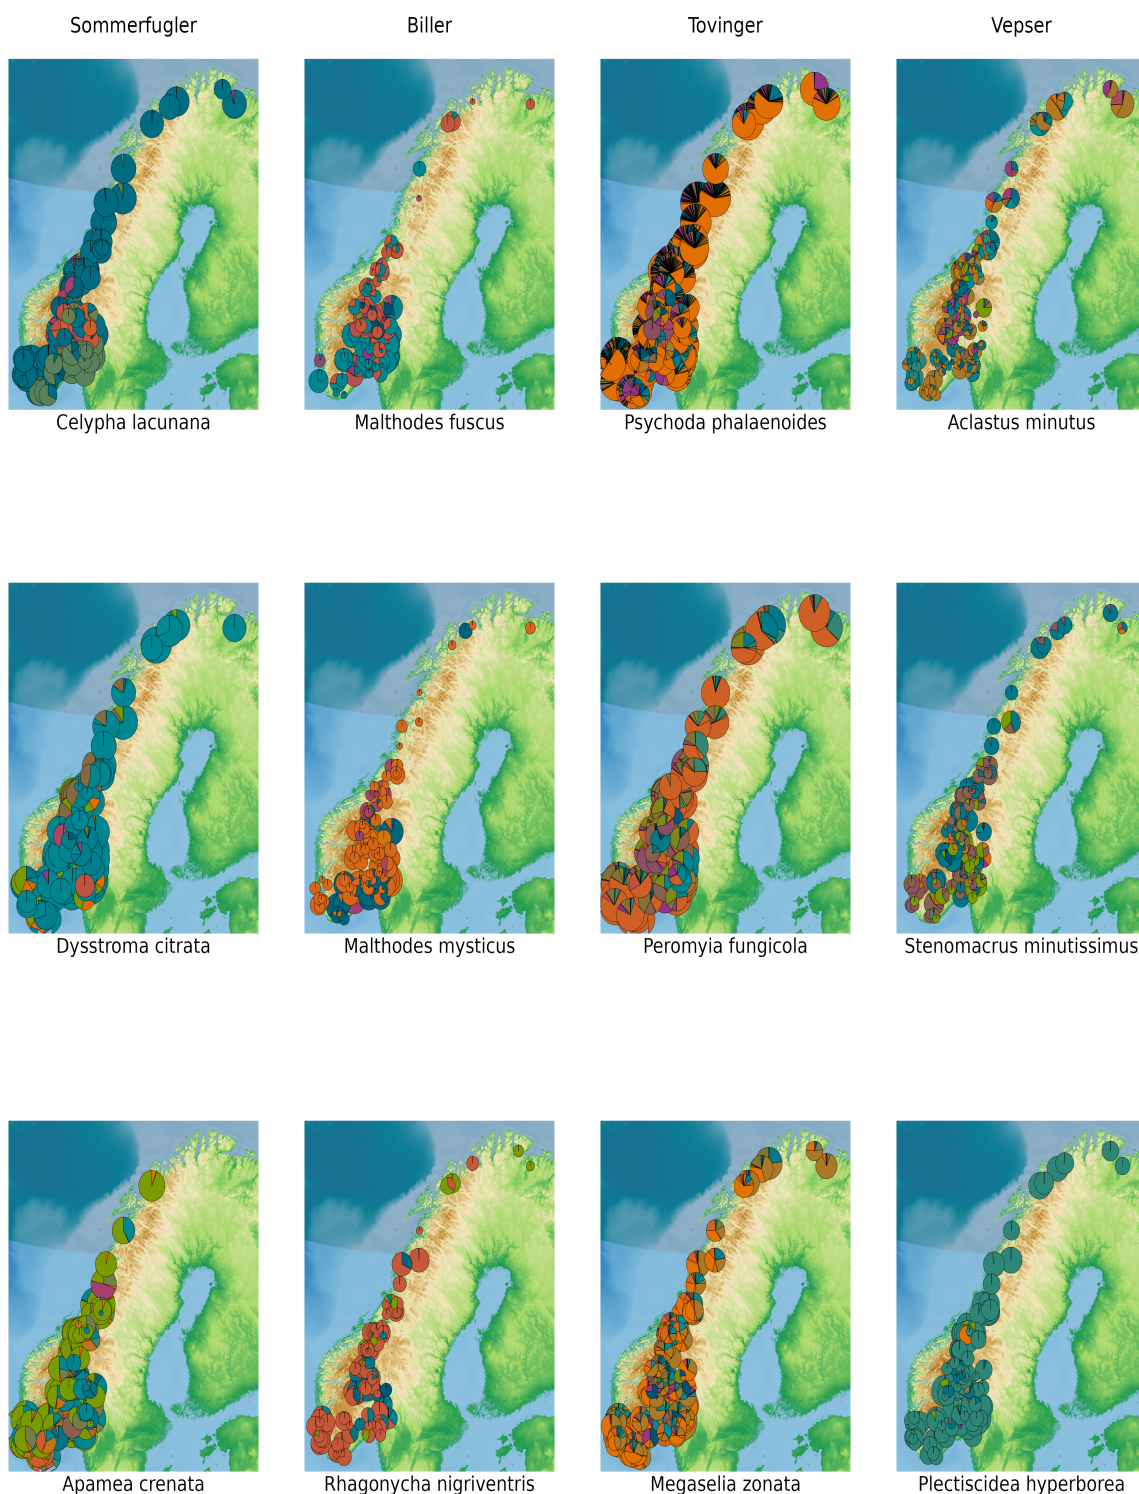 Sommerfugler
Biller
Tovinger
Vepser
Celypha lacunana
Malthodes fuscus
Psychoda phalaenoides
Aclastus minutus
Dysstroma citrata
Malthodes mysticus
Peromyia fungicola
Stenomacrus minutissimus
Apamea crenata
Rhagonycha nigriventris
Megaselia zonata
Plectiscidea hyperborea